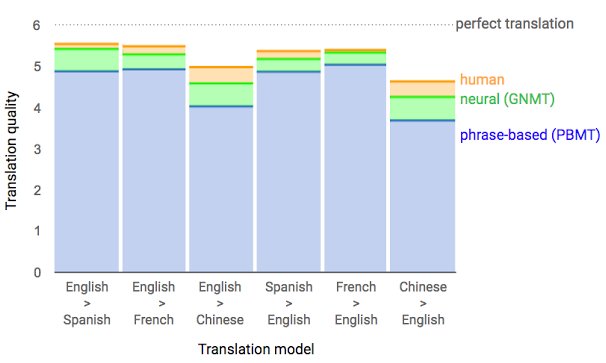 6
5
4
3
2
1
0
Translation quality
perfect translation
human
neural (GNMT)
phrase-based (PBMT)
English
>
Spanish
English
>
French
English
>
Chinese
Spanish
>
English
French
>
English
Chinese
>
English
Translation model